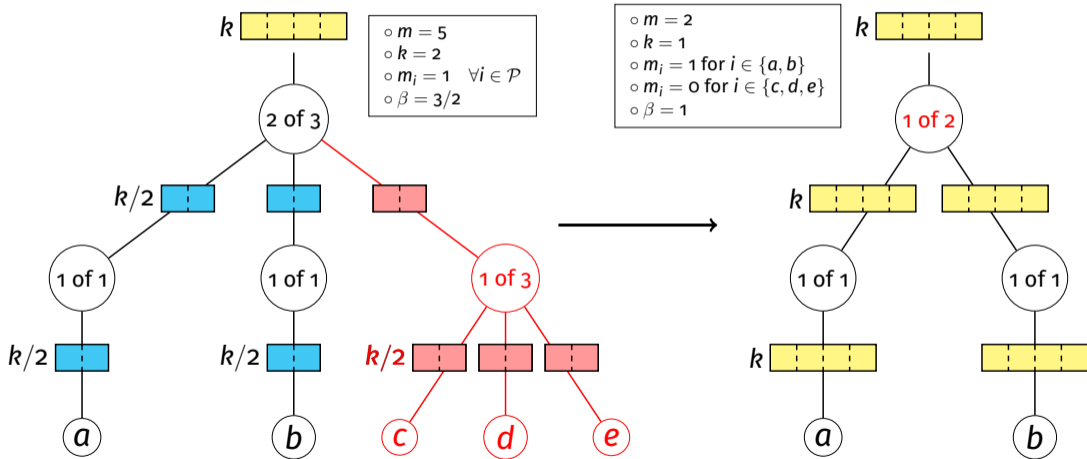 k
∘ m = 5
∘ k = 2
∘ mᵢ = 1 ∀i ∈ 𝒫
∘ β = 3/2
2 of 3
k/2
1 of 1
1 of 1
1 of 3
k/2
k/2
k/2
a
b
c
d
e
∘ m = 2
∘ k = 1
∘ mᵢ = 1 for i ∈ {a, b}
∘ mᵢ = 0 for i ∈ {c, d, e}
∘ β = 1
k
1 of 2
k
1 of 1
1 of 1
k
a
b